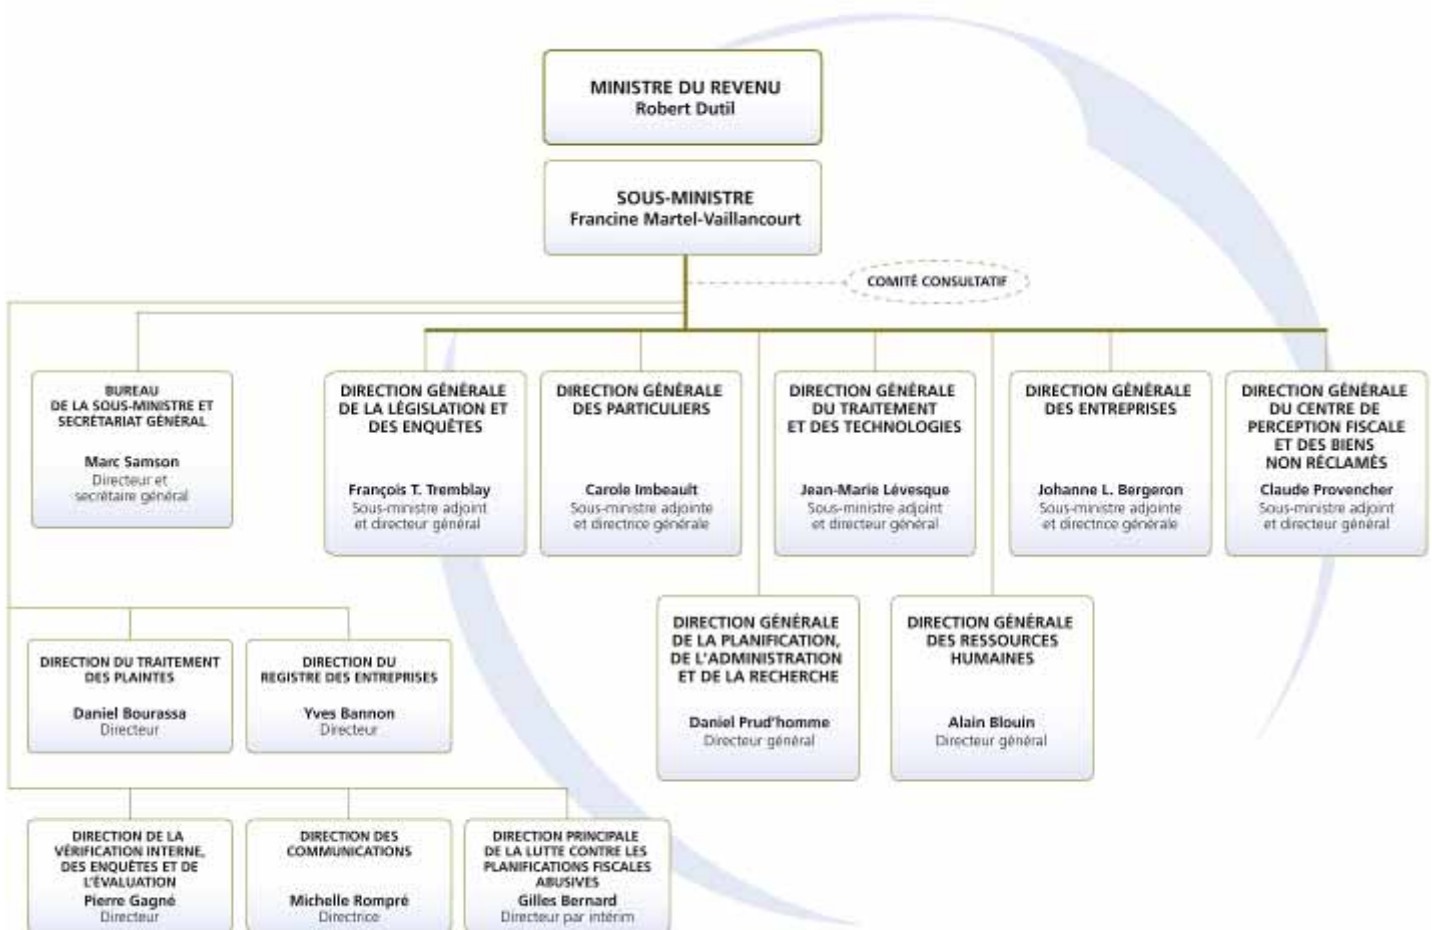 MINISTRE DU REVENU
Robert Dutil
SOUS-MINISTRE
Francine Martel-Vaillancourt
COMITÉ CONSULTATIF
BUREAU
DE LA SOUS-MINISTRE ET
SECRÉTARIAT GÉNÉRAL
Marc Samson
Directeur et
secrétaire général
DIRECTION GÉNÉRALE
DE LA LÉGISLATION ET
DES ENQUÊTES
François T. Tremblay
Sous-ministre adjoint
et directeur général
DIRECTION GÉNÉRALE
DES PARTICULIERS
Carole Imbeault
Sous-ministre adjointe
et directrice générale
DIRECTION GÉNÉRALE
DU TRAITEMENT
ET DES TECHNOLOGIES
Jean-Marie Lévesque
Sous-ministre adjoint
et directeur général
DIRECTION GÉNÉRALE
DES ENTREPRISES
Johanne L. Bergeron
Sous-ministre adjointe
et directrice générale
DIRECTION GÉNÉRALE
DU CENTRE DE
PERCEPTION FISCALE
ET DES BIENS
NON RÉCLAMÉS
Claude Provencher
Sous-ministre adjoint
et directeur général
DIRECTION GÉNÉRALE
DE LA PLANIFICATION,
DE L'ADMINISTRATION
ET DE LA RECHERCHE
Daniel Prud'homme
Directeur général
DIRECTION GÉNÉRALE
DES RESSOURCES
HUMAINES
Alain Blouin
Directeur général
DIRECTION DU TRAITEMENT
DES PLAINTES
Daniel Bourassa
Directeur
DIRECTION DU
REGISTRE DES ENTREPRISES
Yves Bannon
Directeur
DIRECTION DE LA
VÉRIFICATION INTERNE,
DES ENQUÊTES ET DE
L'ÉVALUATION
Pierre Gagné
Directeur
DIRECTION DES
COMMUNICATIONS
Michelle Rompré
Directrice
DIRECTION PRINCIPALE
DE LA LUTTE CONTRE LES
PLANIFICATIONS FISCALES
ABUSIVES
Gilles Bernard
Directeur par intérim